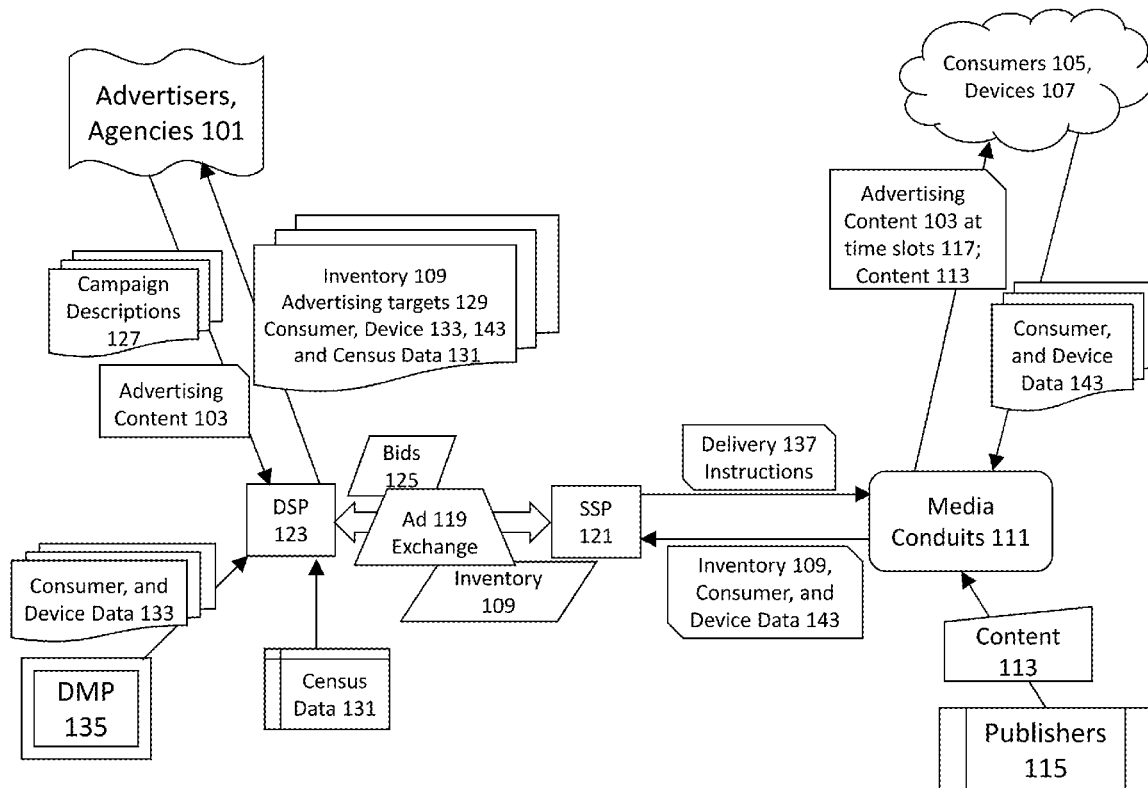 Advertisers,
Agencies 101
Consumers 105,
Devices 107
Advertising
Content 103 at
time slots 117;
Content 113
Campaign
Descriptions
127
Inventory 109
Advertising targets 129
Consumer, Device 133, 143
and Census Data 131
Consumer,
and Device
Data 143
Advertising
Content 103
Bids
125
Delivery 137
Instructions
DSP
123
Ad 119
Exchange
SSP
121
Media
Conduits 111
Inventory
109
Inventory 109,
Consumer, and
Device Data 143
Consumer, and
Device Data 133
Content
113
DMP
135
Census
Data 131
Publishers
115